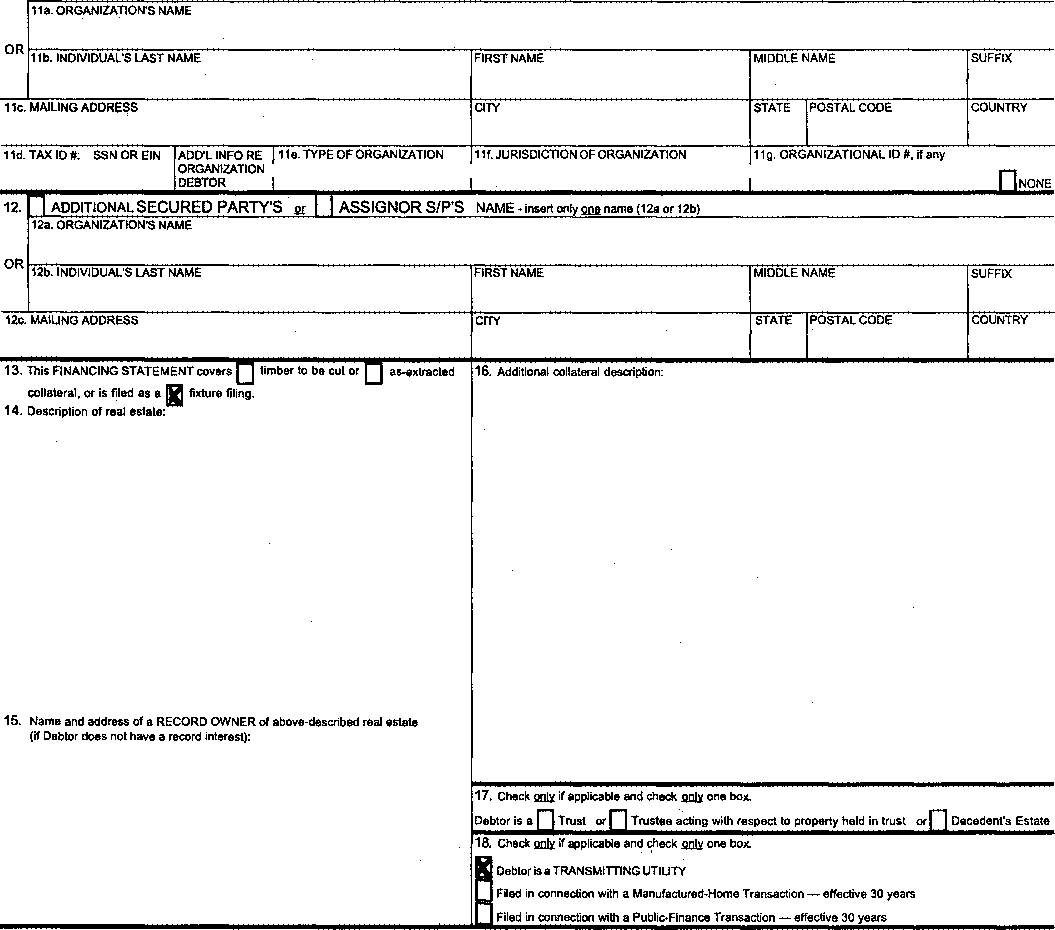 11a. ORGANIZATION'S NAME
OR
11b. INDIVIDUAL'S LAST NAME FIRST NAME MIDDLE NAME SUFFIX
11c. MAILING ADDRESS CITY STATE POSTAL CODE COUNTRY
11d. TAX ID #: SSN OR EIN ADD'L INFO RE ORGANIZATION DEBTOR 11e. TYPE OF ORGANIZATION 11f. JURISDICTION OF ORGANIZATION 11g. ORGANIZATIONAL ID #, if any
NONE
12. ADDITIONAL SECURED PARTY'S or ASSIGNOR S/P'S NAME - insert only one name (12a or 12b)
12a. ORGANIZATION'S NAME
OR
12b. INDIVIDUAL'S LAST NAME FIRST NAME MIDDLE NAME SUFFIX
12c. MAILING ADDRESS CITY STATE POSTAL CODE COUNTRY
13. This FINANCING STATEMENT covers timber to be cut or as-extracted
collateral, or is filed as a fixture filing.
14. Description of real estate:
15. Name and address of a RECORD OWNER of above-described real estate
(if Debtor does not have a record interest):
16. Additional collateral description:
17. Check only if applicable and check only one box.
Debtor is a Trust or Trustee acting with respect to property held in trust or Decedent's Estate
18. Check only if applicable and check only one box.
Debtor is a TRANSMITTING UTILITY
Filed in connection with a Manufactured-Home Transaction — effective 30 years
Filed in connection with a Public-Finance Transaction — effective 30 years